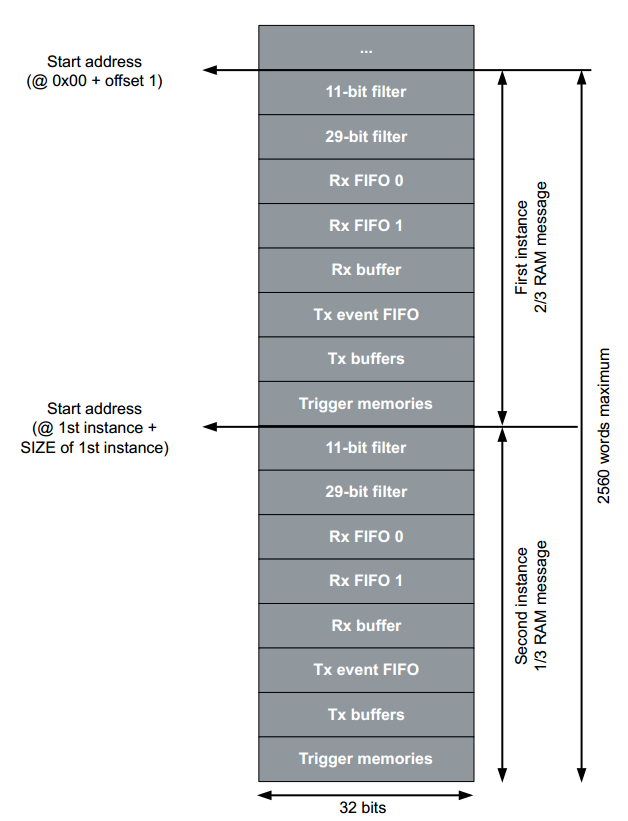 ...
Start address
(@ 0x00 + offset 1)
11-bit filter
29-bit filter
Rx FIFO 0
Rx FIFO 1
Rx buffer
Tx event FIFO
Tx buffers
Trigger memories
First instance
2/3 RAM message
2560 words maximum
Start address
(@ 1st instance +
SIZE of 1st instance)
11-bit filter
29-bit filter
Rx FIFO 0
Rx FIFO 1
Rx buffer
Tx event FIFO
Tx buffers
Trigger memories
Second instance
1/3 RAM message
32 bits